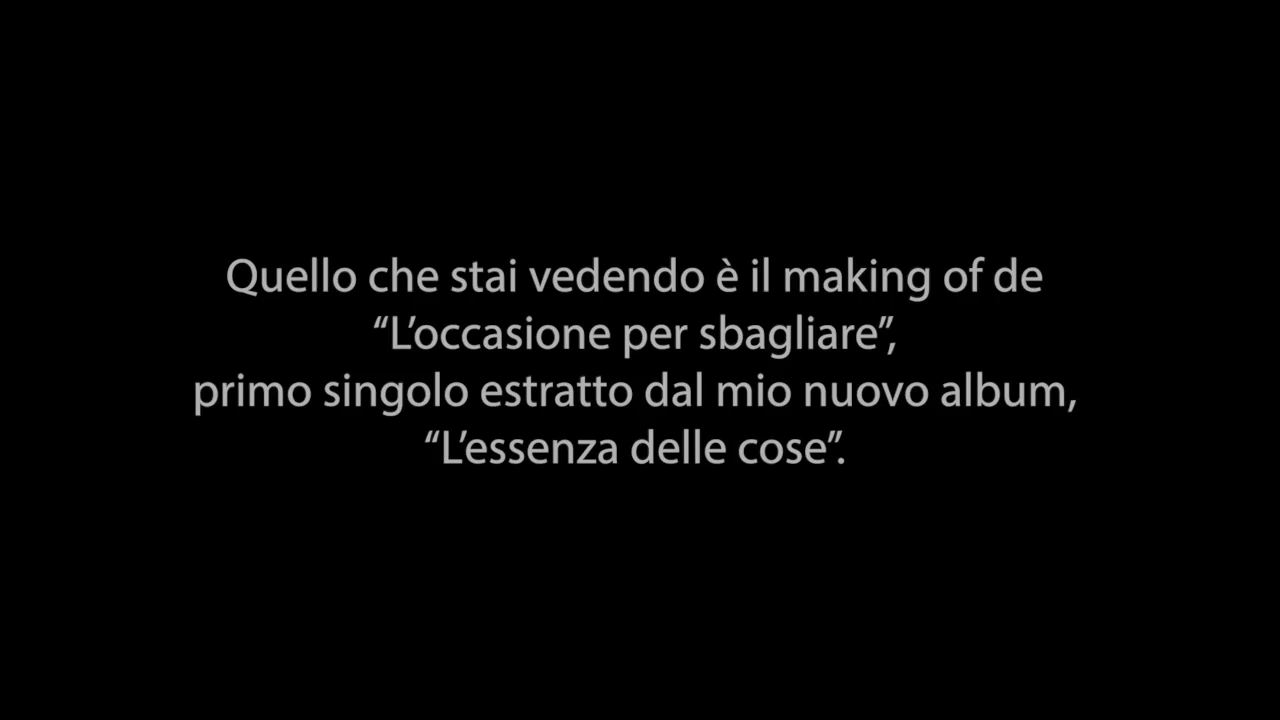 Quello che stai vedendo è il making of de
“L’occasione per sbagliare”,
primo singolo estratto dal mio nuovo album,
“L’essenza delle cose”.